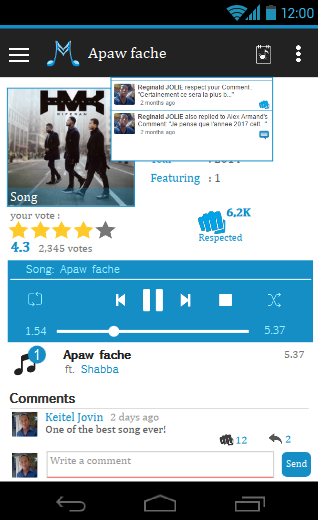 12:00
Apaw fache
Reginald JOLIE respect your Comment
"Certainement ce sera la plus b..."
2 months ago
Reginald JOLIE also replied to Alex Armand's
Comment "Je pense que l'annee 2017 cett..."
2 months ago
HMK
Song
Featuring : 1
your vote :
4.3 2,345 votes
6,2K
Respected
Song: Apaw fache
1.54 5.37
1 Apaw fache 5.37
ft. Shabba
Comments
Keitel Jovin 2 days ago
One of the best song ever!
12 2
Write a comment
Send